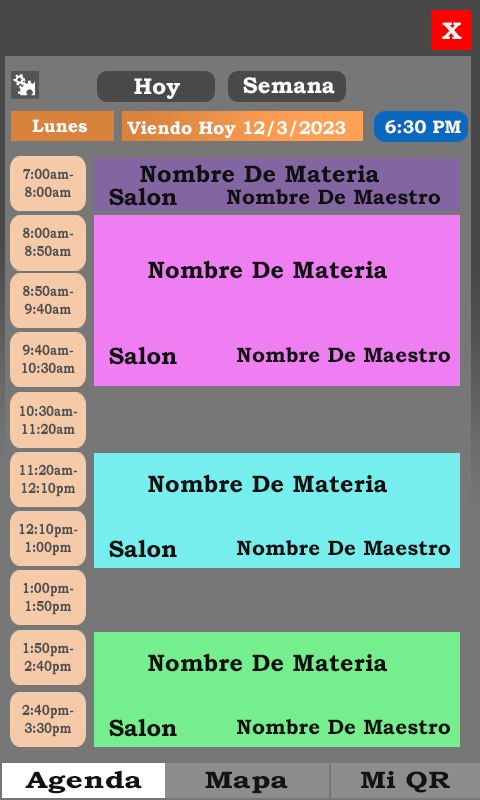 X
Hoy
Semana
Lunes
Viendo Hoy 12/3/2023
6:30 PM
7:00am-
8:00am
Nombre De Materia
Salon
Nombre De Maestro
8:00am-
8:50am
8:50am-
9:40am
9:40am-
10:30am
Nombre De Materia
Salon
Nombre De Maestro
10:30am-
11:20am
11:20am-
12:10pm
12:10pm-
1:00pm
Nombre De Materia
Salon
Nombre De Maestro
1:00pm-
1:50pm
1:50pm-
2:40pm
2:40pm-
3:30pm
Nombre De Materia
Salon
Nombre De Maestro
Agenda
Mapa
Mi QR